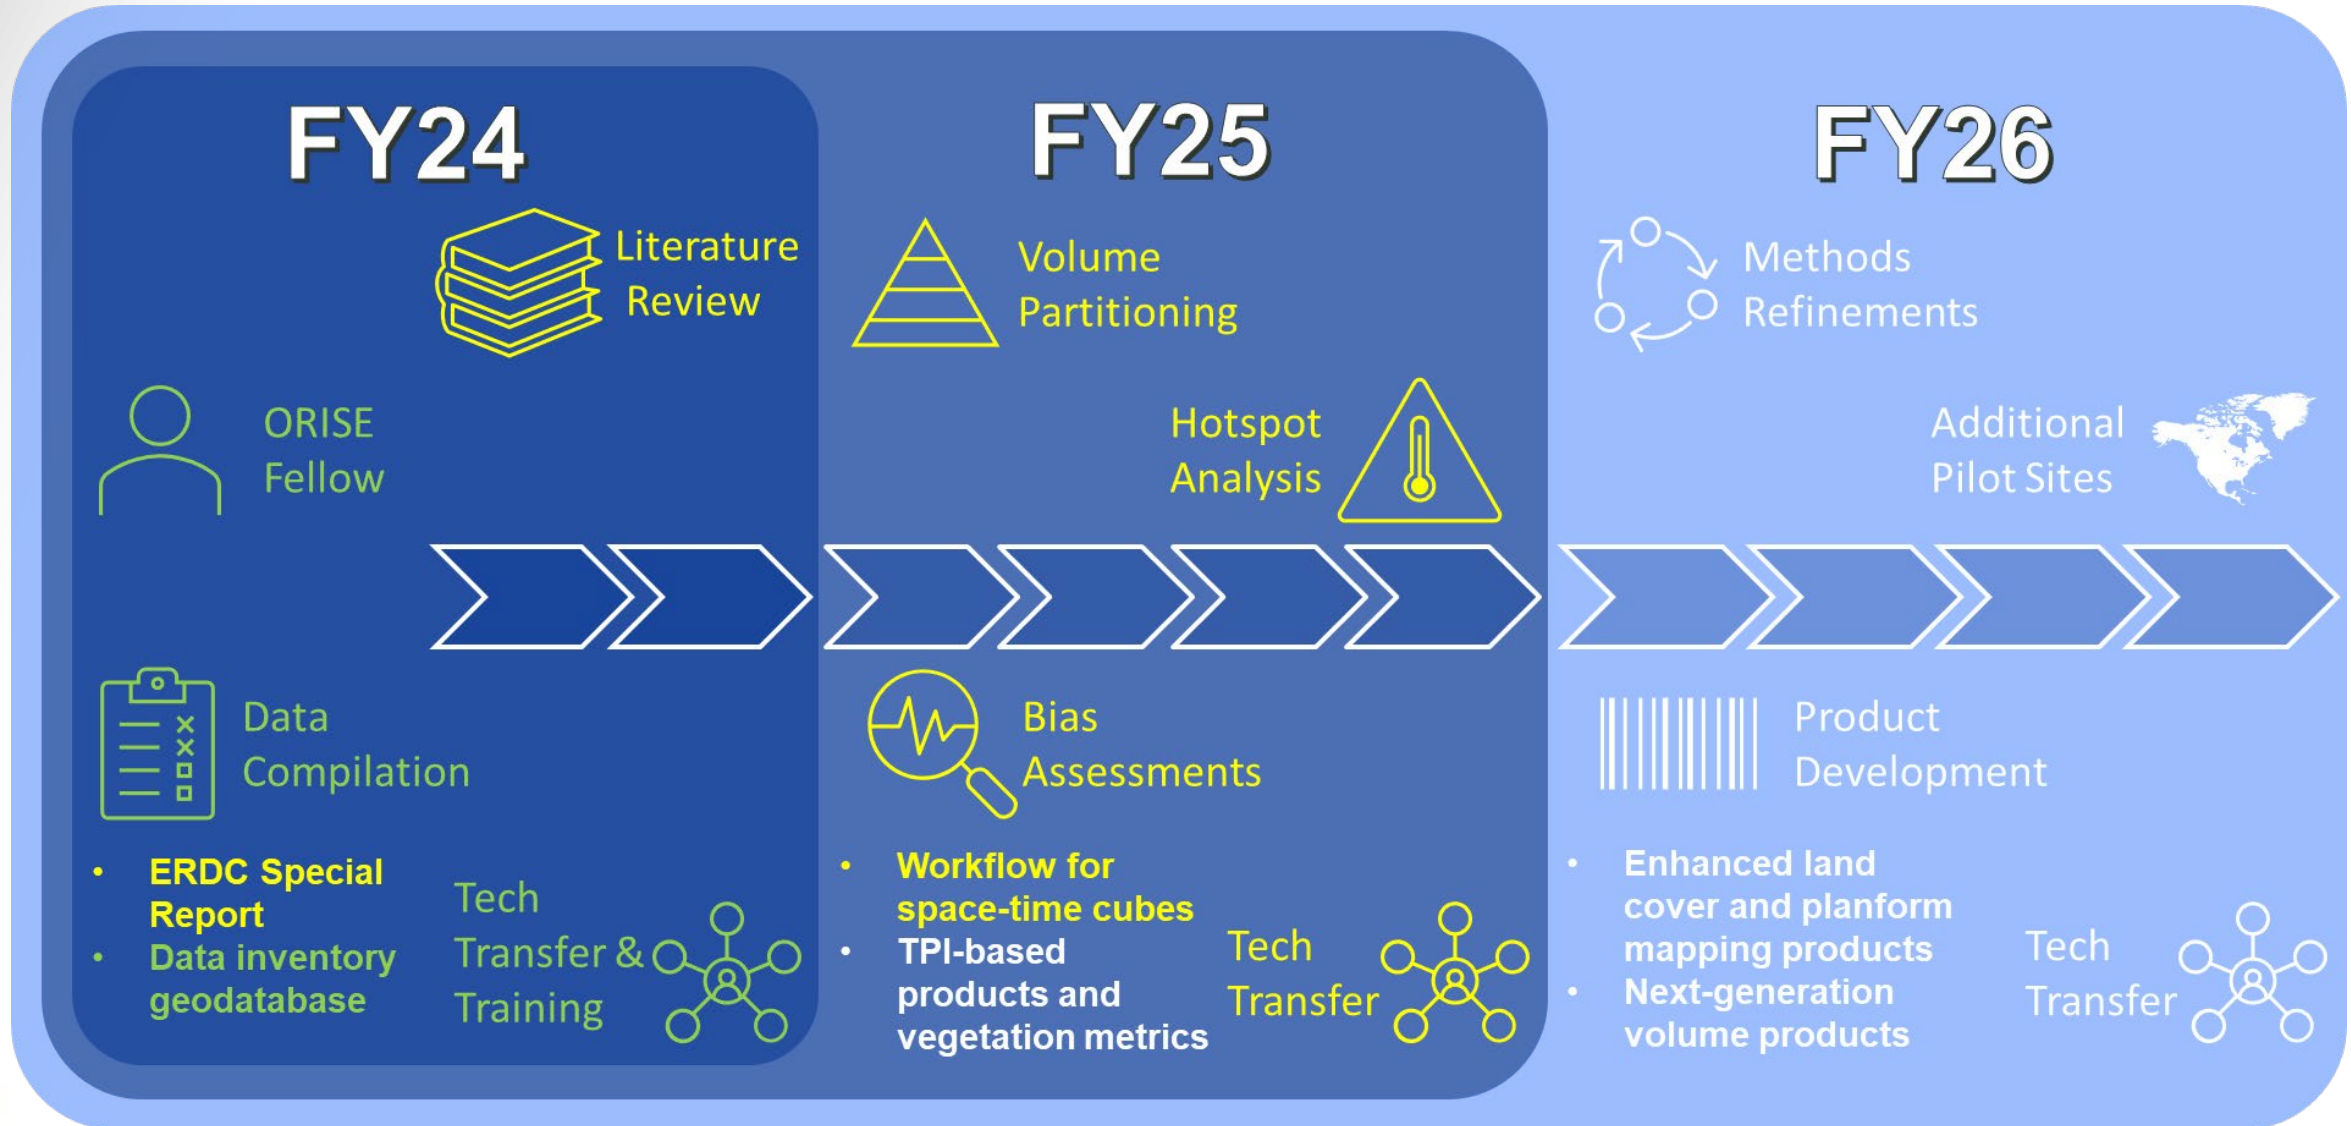 FY24
Literature
Review
ORISE
Fellow
Data
Compilation
• ERDC Special
Report
• Data inventory
geodatabase
Tech
Transfer &
Training
FY25
Volume
Partitioning
Hotspot
Analysis
Bias
Assessments
• Workflow for
space-time cubes
• TPI-based
products and
vegetation metrics
Tech
Transfer
FY26
Methods
Refinements
Additional
Pilot Sites
Product
Development
• Enhanced land
cover and planform
mapping products
• Next-generation
volume products
Tech
Transfer